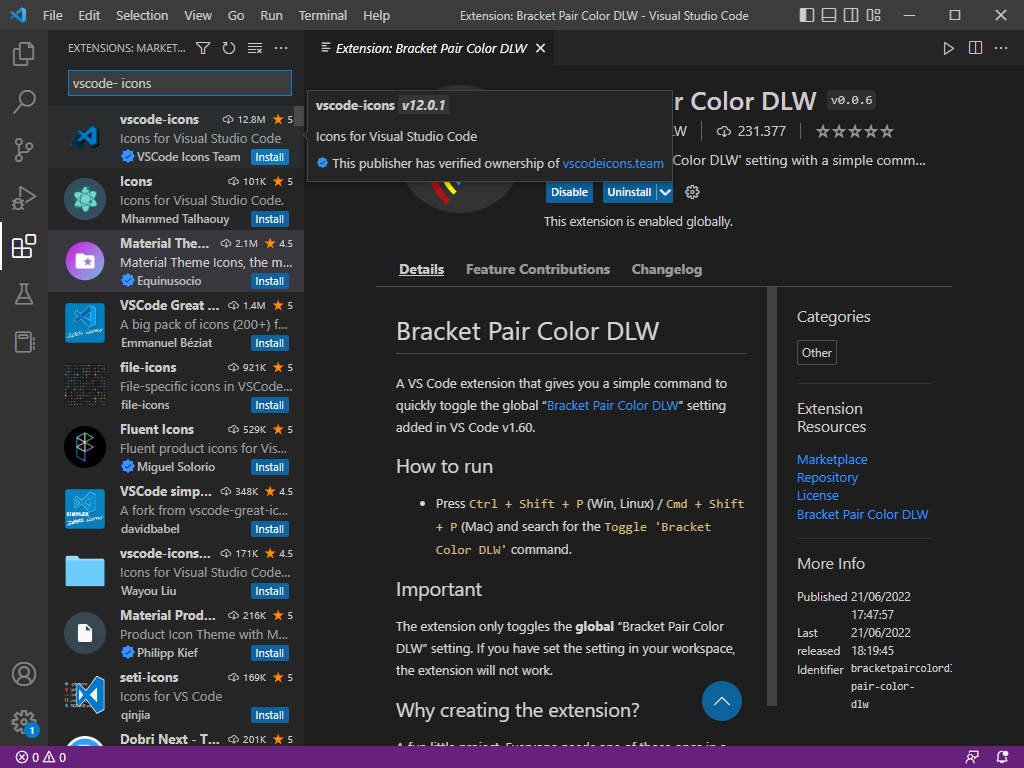 File Edit Selection View Go Run Terminal Help Extension: Bracket Pair Color DLW - Visual Studio Code
EXTENSIONS: MARKET...
Extension: Bracket Pair Color DLW
vscode- icons
vscode-icons 12.8M 5
Icons for Visual Studio Code
VSCode Icons Team Install
Icons 101K 5
Icons for Visual Studio Code.
Mhammed Talhaouy Install
Material The... 2.1M 4.5
Material Theme Icons, the m...
Equinusocio Install
VSCode Great ... 1.4M 5
A big pack of icons (200+) f...
Emmanuel Béziat Install
file-icons 921K 5
File-specific icons in VSCode...
file-icons Install
Fluent Icons 529K 5
Fluent product icons for Vis...
Miguel Solorio Install
VSCode simp... 348K 4.5
A fork from vscode-great-ic...
davidbabel Install
vscode-icons... 171K 4.5
Icons for Visual Studio Code...
Wayou Liu Install
Material Prod... 216K 5
Product Icon Theme with M...
Philipp Kief Install
seti-icons 169K 5
Icons for VS Code
qinjia Install
Dobri Next - T... 201K 5
vscode-icons v12.0.1
Icons for Visual Studio Code
This publisher has verified ownership of vscodeicons.team
r Color DLW v0.0.6
LW 231.377
Color DLW' setting with a simple comm...
Disable Uninstall
This extension is enabled globally.
Details Feature Contributions Changelog
Bracket Pair Color DLW
A VS Code extension that gives you a simple command to
quickly toggle the global “Bracket Pair Color DLW” setting
added in VS Code v1.60.
How to run
• Press Ctrl + Shift + P (Win, Linux) / Cmd + Shift
+ P (Mac) and search for the Toggle 'Bracket
Color DLW' command.
Important
The extension only toggles the global “Bracket Pair Color
DLW” setting. If you have set the setting in your workspace,
the extension will not work.
Why creating the extension?
Categories
Other
Extension
Resources
Marketplace
Repository
License
Bracket Pair Color DLW
More Info
Published 21/06/2022
17:47:57
Last 21/06/2022
released 18:19:45
Identifier bracketpaircolord
pair-color-
dlw
1
0 0